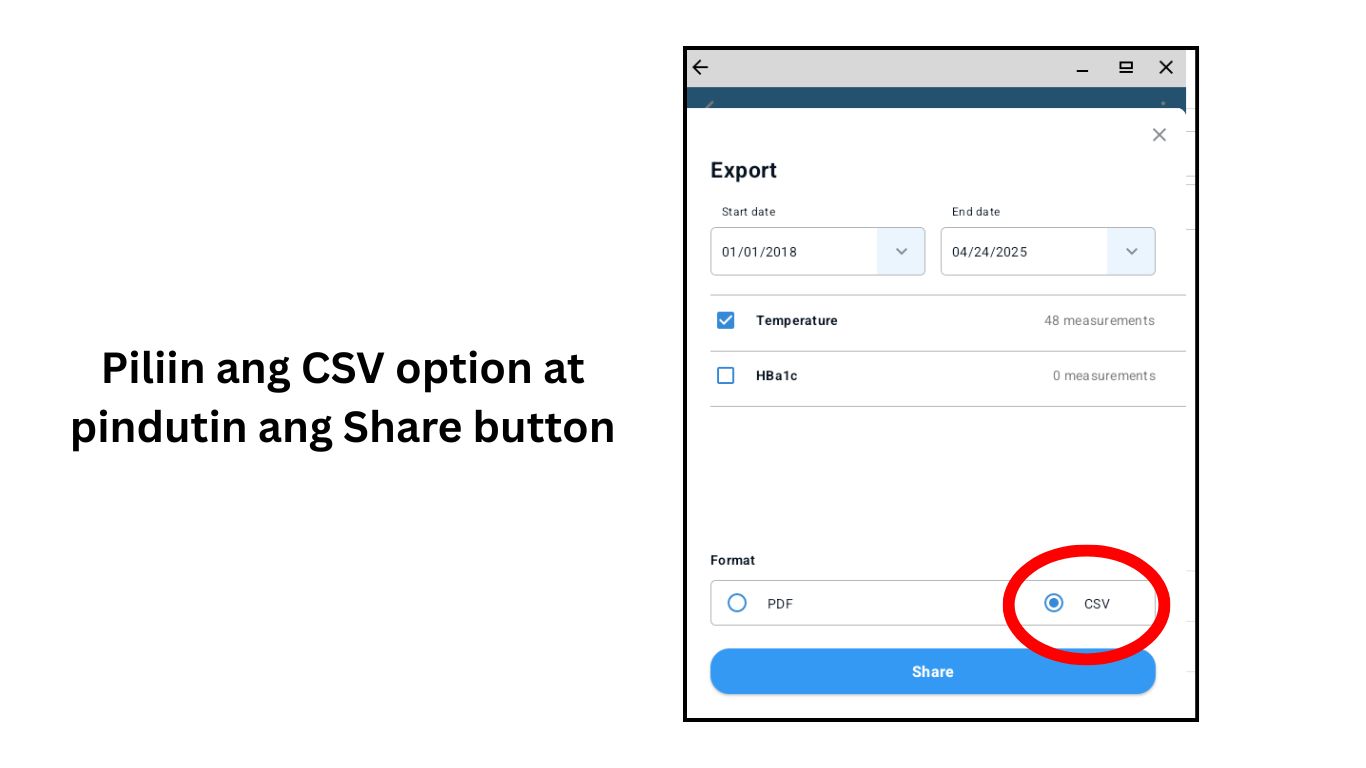 Piliin ang CSV option at
pindutin ang Share button
Export
Start date
End date
01/01/2018
04/24/2025
Temperature
48 measurements
HBa1c
0 measurements
Format
PDF
CSV
Share